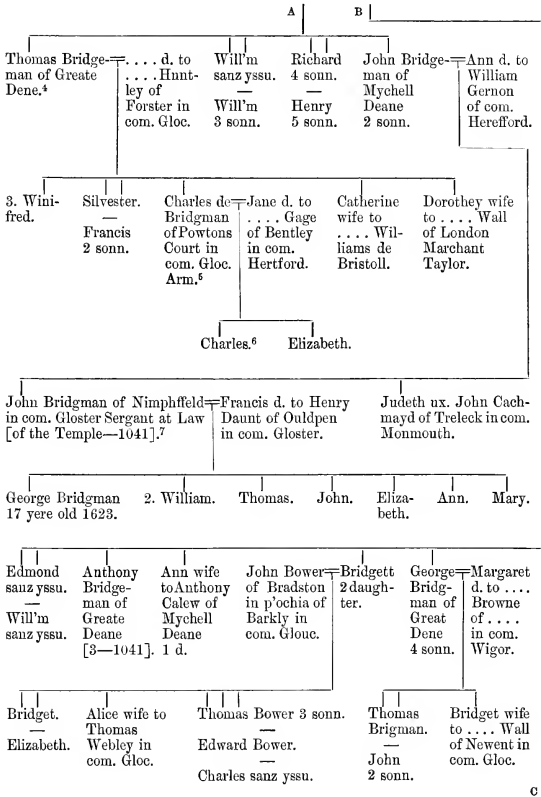 A B
Thomas Bridge-
man of Greate
Dene.⁴
. . . . d. to
. . . . Hunt-
ley of
Forster in
com. Gloc.
Will'm
sanz yssu.
—
Will'm
3 sonn.
Richard
4 sonn.
—
Henry
5 sonn.
John Bridge-
man of
Mychell
Deane
2 sonn.
Ann d. to
William
Gernon
of com.
Herefford.
3. Wini-
fred.
Silvester.
—
Francis
2 sonn.
Charles de
Bridgman
of Powtons
Court in
com. Gloc.
Arm.⁵
Jane d. to
. . . . Gage
of Bentley
in com.
Hertford.
Catherine
wife to
. . . . Wil-
liams de
Bristoll.
Dorothey wife
to . . . . Wall
of London
Marchant
Taylor.
Charles.⁶ Elizabeth.
John Bridgman of Nimphffeld
in com. Gloster Sergant at Law
[of the Temple—1041].⁷
Francis d. to Henry
Daunt of Ouldpen
in com. Gloster.
Judeth ux. John Cach-
mayd of Treleck in com.
Monmouth.
George Bridgman
17 yere old 1623.
2. William.
Thomas.
John.
Eliza-
beth.
Ann.
Mary.
Edmond
sanz yssu.
—
Will'm
sanz yssu.
Anthony
Bridge-
man of
Greate
Deane
[3—1041].
Ann wife
to Anthony
Calew of
Mychell
Deane
1 d.
John Bower
of Bradston
in p'ochia of
Barkly in
com. Glouc.
Bridgett
2 daugh-
ter.
George
Bridg-
man of
Great
Dene
4 sonn.
Margaret
d. to . . . .
Browne
of . . . .
in com.
Wigor.
Bridget.
—
Elizabeth.
Alice wife to
Thomas
Webley in
com. Gloc.
Thomas Bower 3 sonn.
—
Edward Bower.
—
Charles sanz yssu.
Thomas
Brigman.
—
John
2 sonn.
Bridget wife
to . . . . Wall
of Newent in
com. Gloc.
C